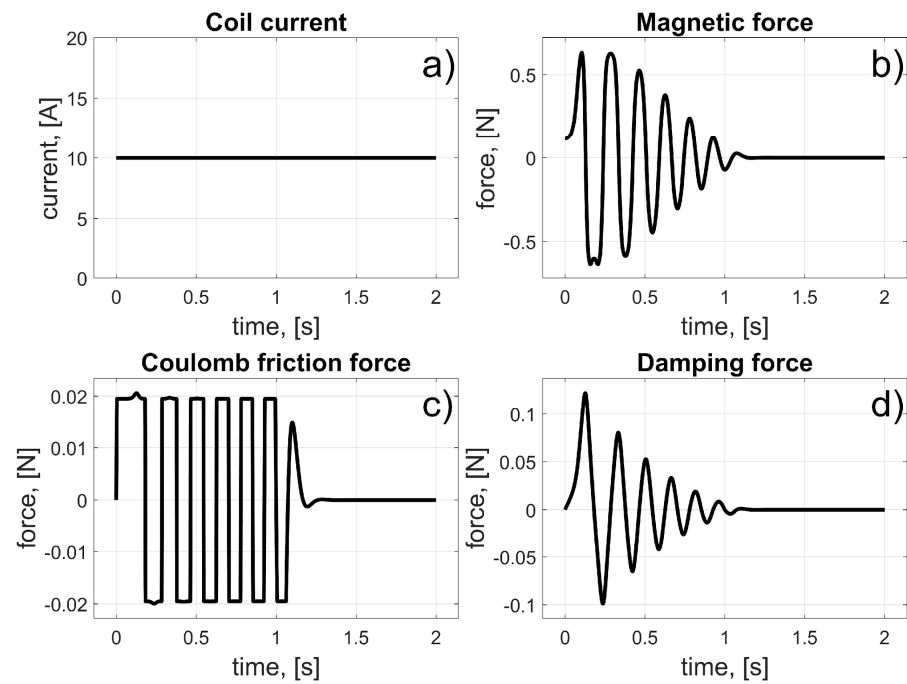 Coil current
a)
20
15
10
5
0
current, [A]
0 0.5 1 1.5 2
time, [s]
Magnetic force
b)
0.5
0
-0.5
force, [N]
0 0.5 1 1.5 2
time, [s]
Coulomb friction force
c)
0.02
0.01
0
-0.01
-0.02
force, [N]
0 0.5 1 1.5 2
time, [s]
Damping force
d)
0.1
0.05
0
-0.05
-0.1
force, [N]
0 0.5 1 1.5 2
time, [s]